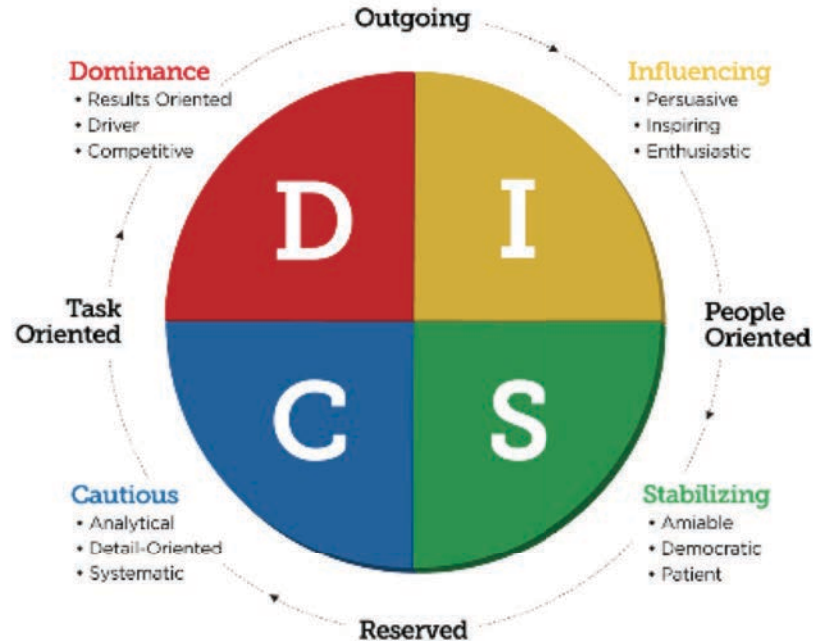 Outgoing
Dominance
• Results Oriented
• Driver
• Competitive
Influencing
• Persuasive
• Inspiring
• Enthusiastic
D
I
Task
Oriented
People
Oriented
C
S
Cautious
• Analytical
• Detail-Oriented
• Systematic
Stabilizing
• Amiable
• Democratic
• Patient
Reserved